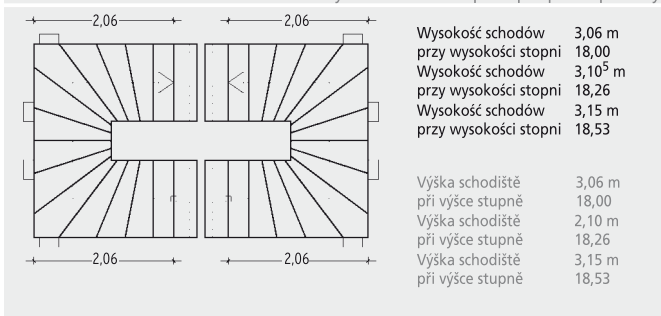 2,06 2,06
Wysokość schodów 3,06 m
przy wysokości stopni 18,00
Wysokość schodów 3,10⁵ m
przy wysokości stopni 18,26
Wysokość schodów 3,15 m
przy wysokości stopni 18,53
Výška schodiště 3,06 m
při výšce stupně 18,00
Výška schodiště 2,10 m
při výšce stupně 18,26
Výška schodiště 3,15 m
při výšce stupně 18,53
2,06 2,06